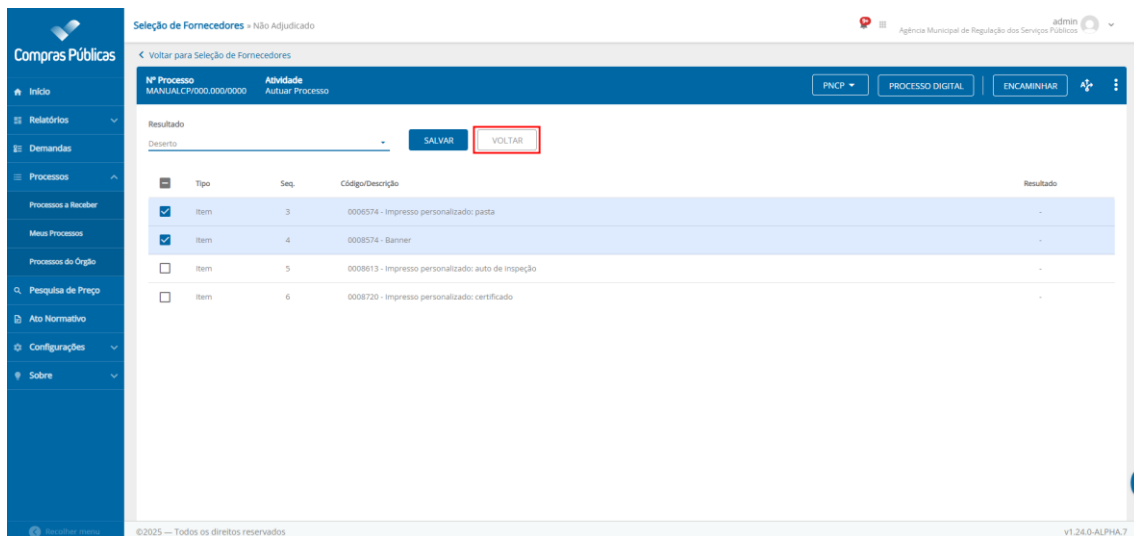 Compras Públicas
Início
Relatórios
Demandas
Processos
Processos a Receber
Meus Processos
Processos do Órgão
Pesquisa de Preço
Ato Normativo
Configurações
Sobre
Recolher menu
Seleção de Fornecedores » Não Adjudicado
9+
admin
Agência Municipal de Regulação dos Serviços Públicos
Voltar para Seleção de Fornecedores
Nº Processo Atividade
MANUALCP/000.000/0000 Autuar Processo
PNCP PROCESSO DIGITAL ENCAMINHAR
Resultado
Deserto SALVAR VOLTAR
Tipo Seq. Código/Descrição Resultado
Item 3 0006574 - Impresso personalizado: pasta -
Item 4 0008574 - Banner -
Item 5 0008613 - Impresso personalizado: auto de inspeção -
Item 6 0008720 - Impresso personalizado: certificado -
©2025 — Todos os direitos reservados v1.24.0-ALPHA.7